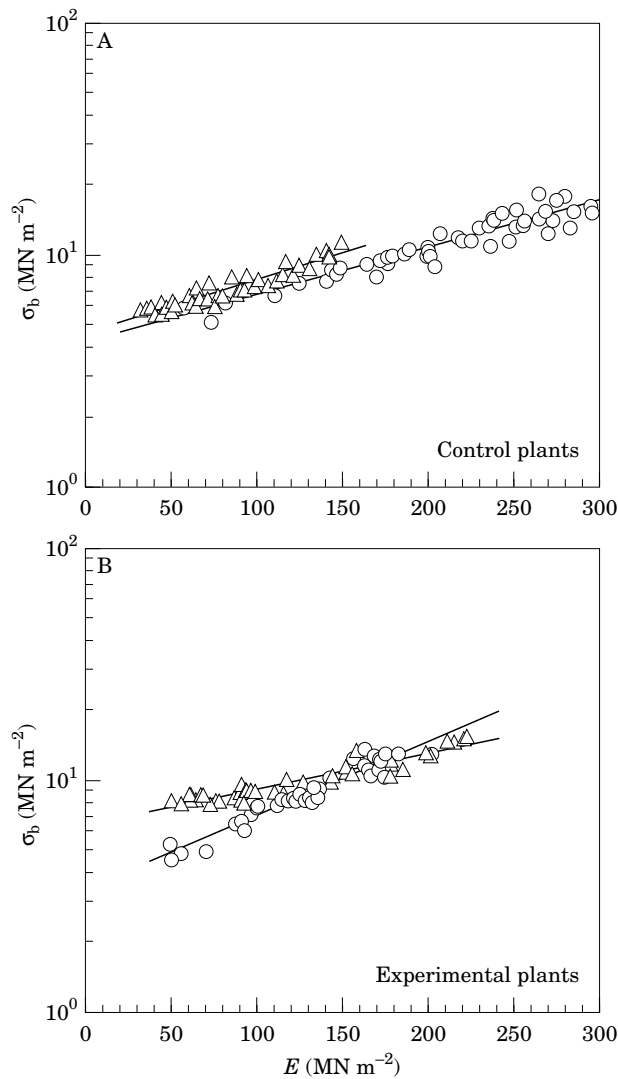 A
10²
10¹
10⁰
σb (MN m⁻²)
Control plants
0 50 100 150 200 250 300
B
10²
10¹
10⁰
σb (MN m⁻²)
Experimental plants
0 50 100 150 200 250 300
E (MN m⁻²)